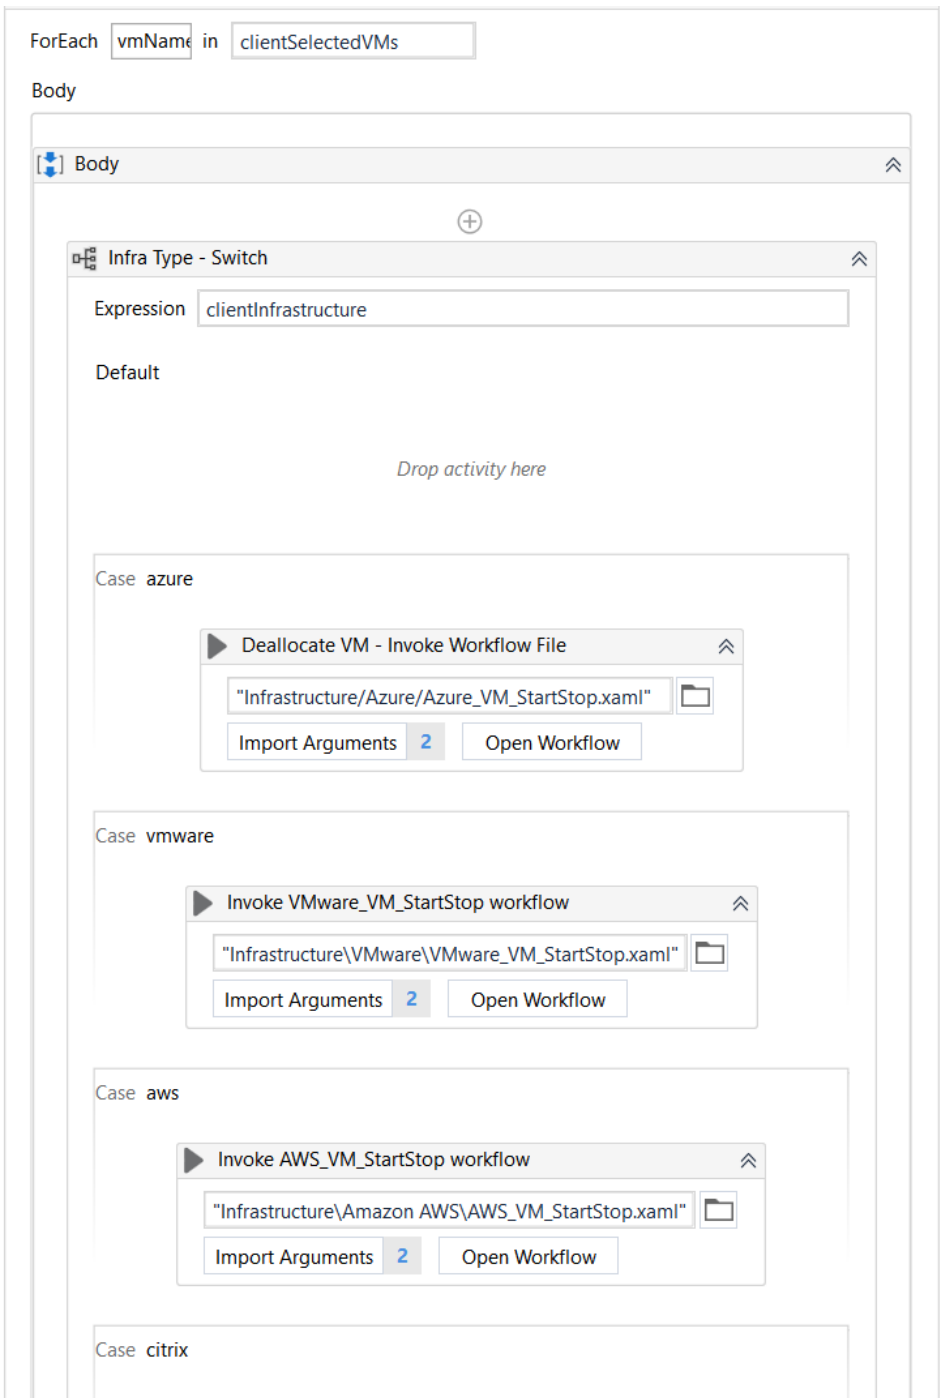 ForEach vmName in clientSelectedVMs
Body
Body
Infra Type - Switch
Expression clientInfrastructure
Default
Drop activity here
Case azure
Deallocate VM - Invoke Workflow File
"Infrastructure/Azure/Azure_VM_StartStop.xaml"
Import Arguments 2 Open Workflow
Case vmware
Invoke VMware_VM_StartStop workflow
"Infrastructure\VMware\VMware_VM_StartStop.xaml"
Import Arguments 2 Open Workflow
Case aws
Invoke AWS_VM_StartStop workflow
"Infrastructure\Amazon AWS\AWS_VM_StartStop.xaml"
Import Arguments 2 Open Workflow
Case citrix